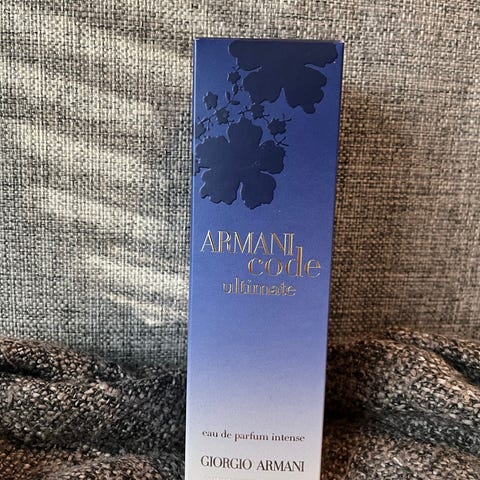 ARMANI
code
ultimate
eau de parfum intense
GIORGIO ARMANI